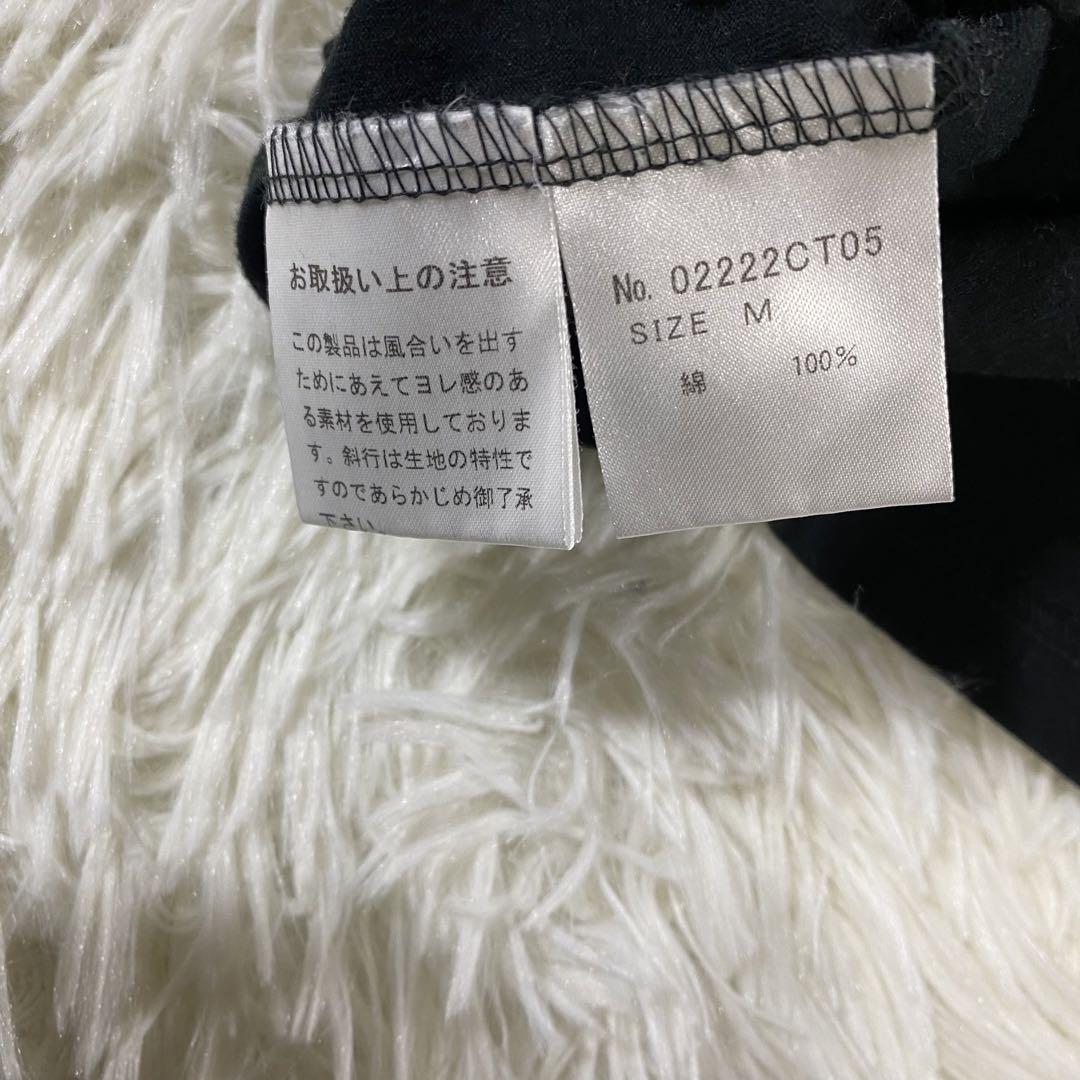 お取扱い上の注意
この製品は風合いを出す
ためにあえてヨレ感のあ
る素材を使用しておりま
す。斜行は生地の特性で
すのであらかじめ御了承
下さい
No. 02222CT05
SIZE M
綿 100%